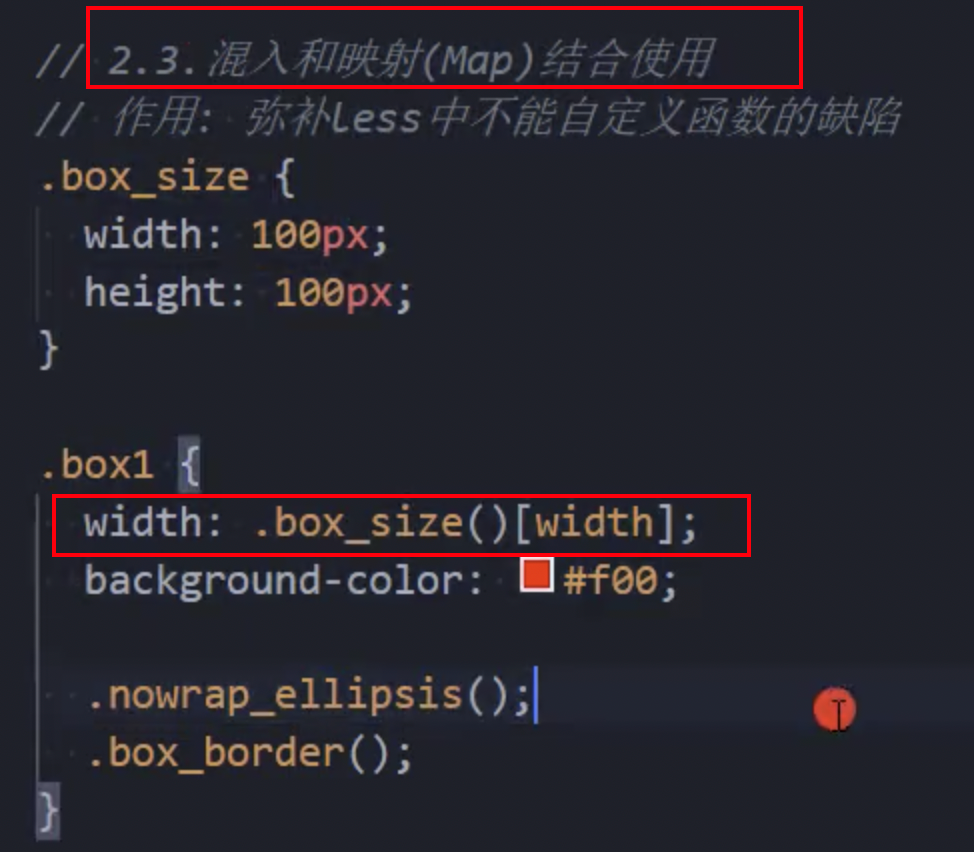 // 2.3.混入和映射(Map)结合使用
// 作用: 弥补Less中不能自定义函数的缺陷
.box_size {
width: 100px;
height: 100px;
}
.box1 {
width: .box_size()[width];
background-color: #f00;
.nowrap_ellipsis();
.box_border();
}